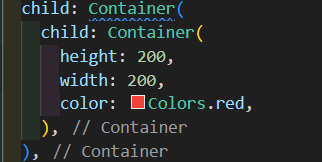 child: Container(
child: Container(
height: 200,
width: 200,
color: Colors.red,
), // Container
), // Container